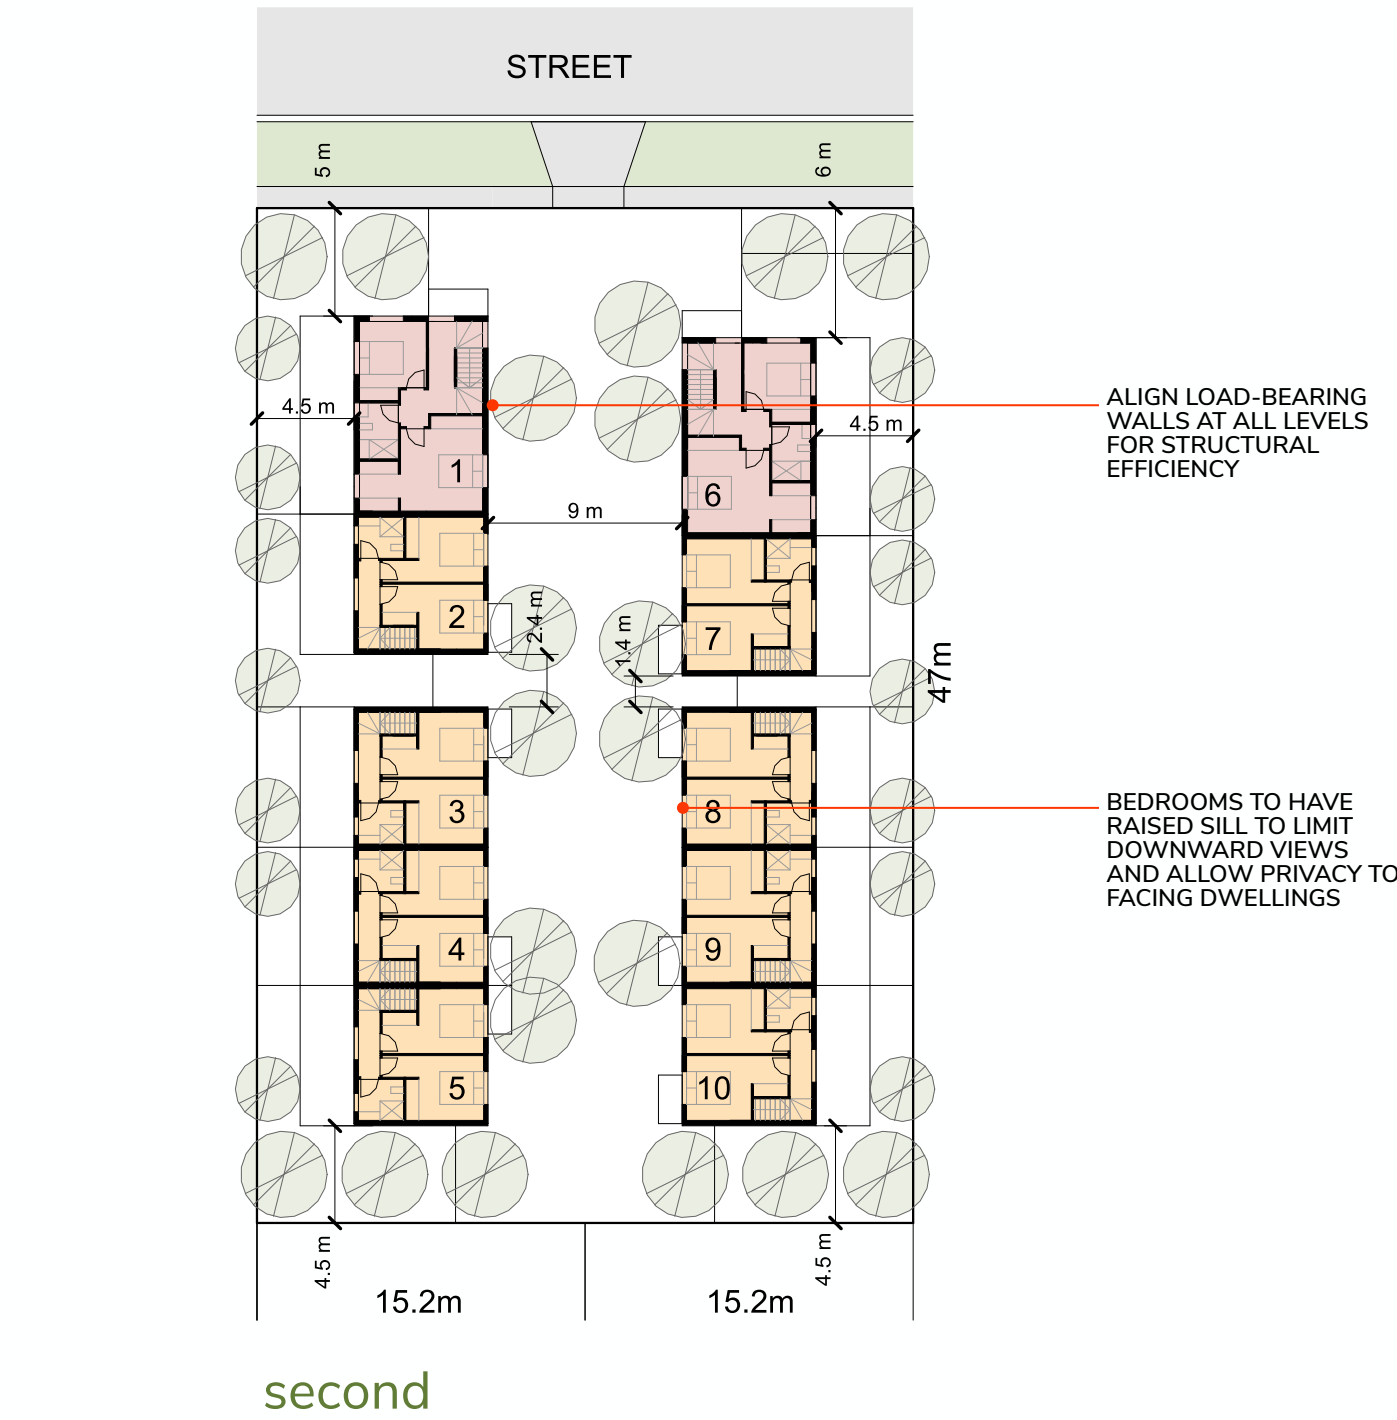 STREET
5 m
6 m
4.5 m
ALIGN LOAD-BEARING
WALLS AT ALL LEVELS
FOR STRUCTURAL
EFFICIENCY
4.5 m
1
6
9 m
2
2.4 m
1.4 m
7
47m
3
8
BEDROOMS TO HAVE
RAISED SILL TO LIMIT
DOWNWARD VIEWS
AND ALLOW PRIVACY TO
FACING DWELLINGS
4
9
5
10
4.5 m
4.5 m
15.2m
15.2m
second